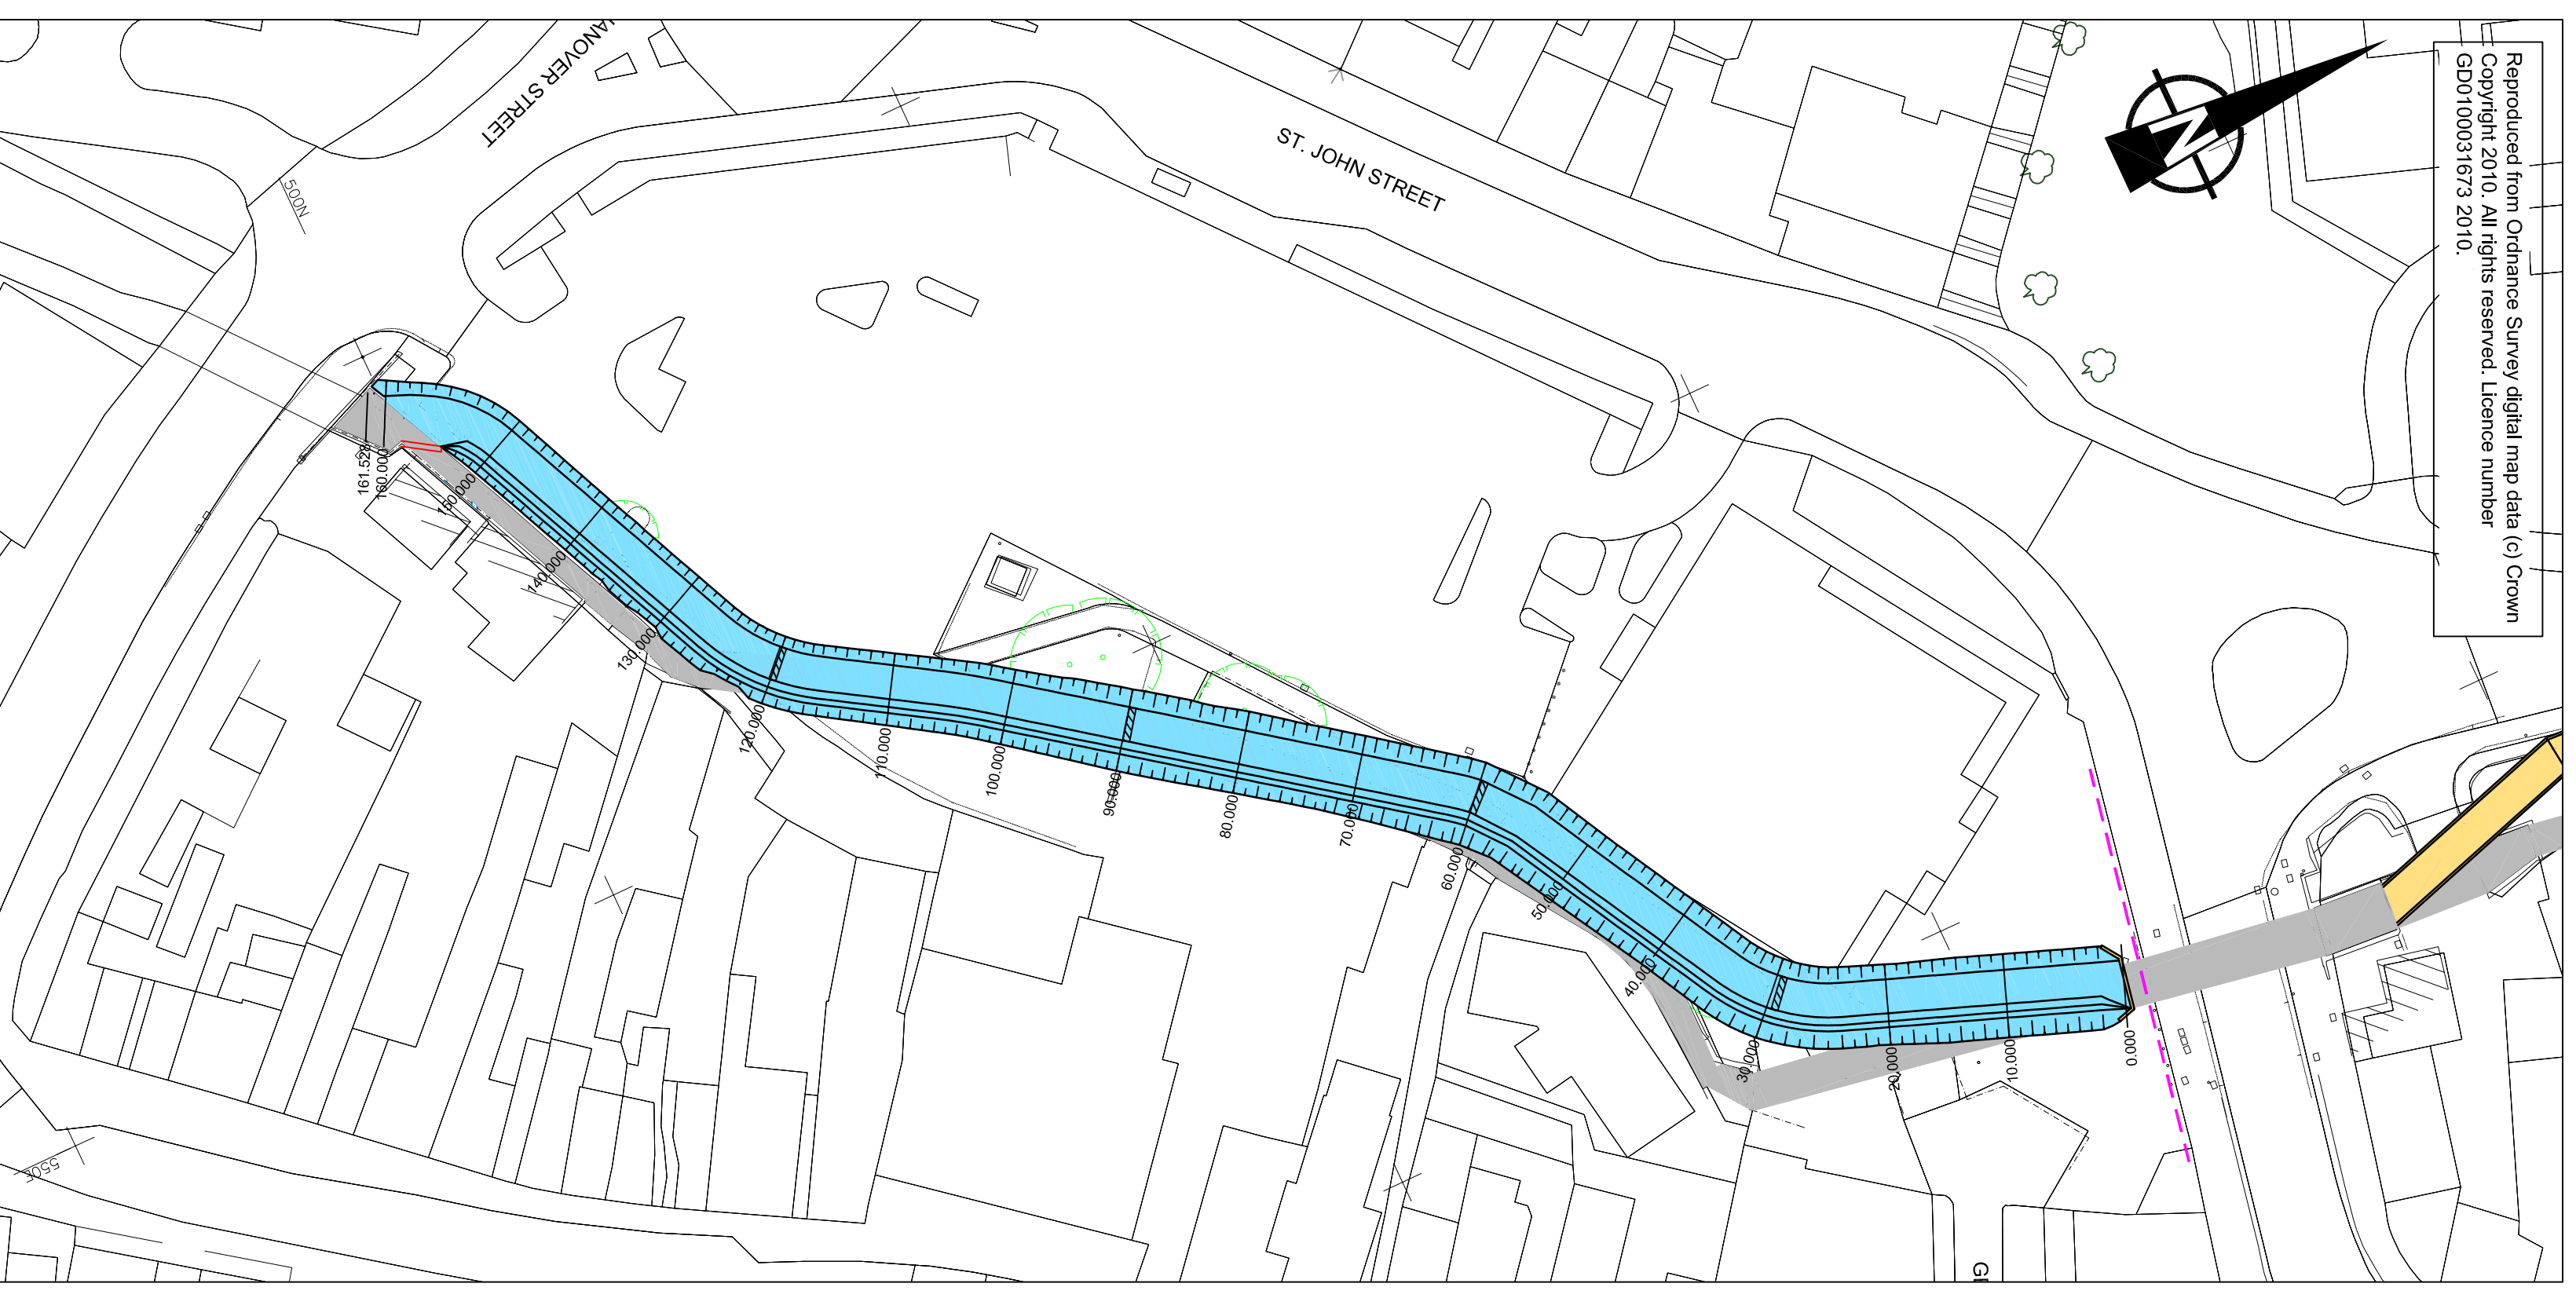 HANOVER STREET
ST. JOHN STREET
Reproduced from Ordnance Survey digital map data (c) Crown
Copyright 2010. All rights reserved. Licence number
GD0100031673 2010.
N
500N
161.528
160.000
150.000
140.000
130.000
120.000
110.000
100.000
90.000
80.000
70.000
60.000
50.000
40.000
30.000
20.000
10.000
0.000
550E